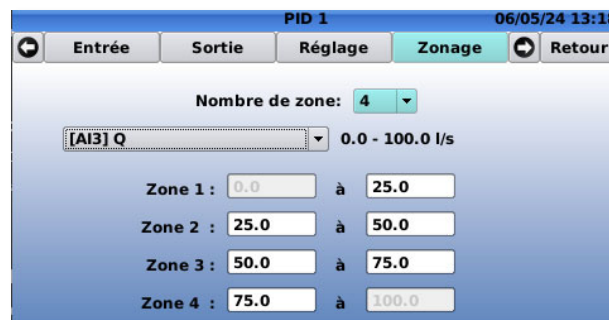 PID 1 06/05/24 13:18
Entrée Sortie Réglage Zonage Retour
Nombre de zone: 4
[AI3] Q 0.0 - 100.0 l/s
Zone 1 : 0.0 à 25.0
Zone 2 : 25.0 à 50.0
Zone 3 : 50.0 à 75.0
Zone 4 : 75.0 à 100.0